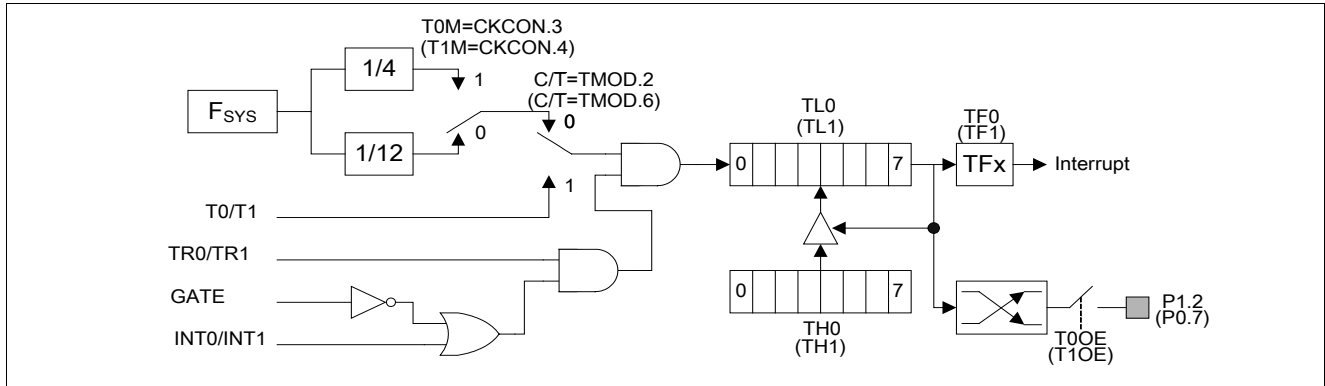 T0M=CKCON.3
(T1M=CKCON.4)
1/4
1
C/T=TMOD.2
(C/T=TMOD.6)
FSYS
0
0
1/12
1
T0/T1
TR0/TR1
GATE
INT0/INT1
TL0
(TL1)
0
7
TF0
(TF1)
TFx
Interrupt
0
7
TH0
(TH1)
P1.2
(P0.7)
T0OE
(T1OE)